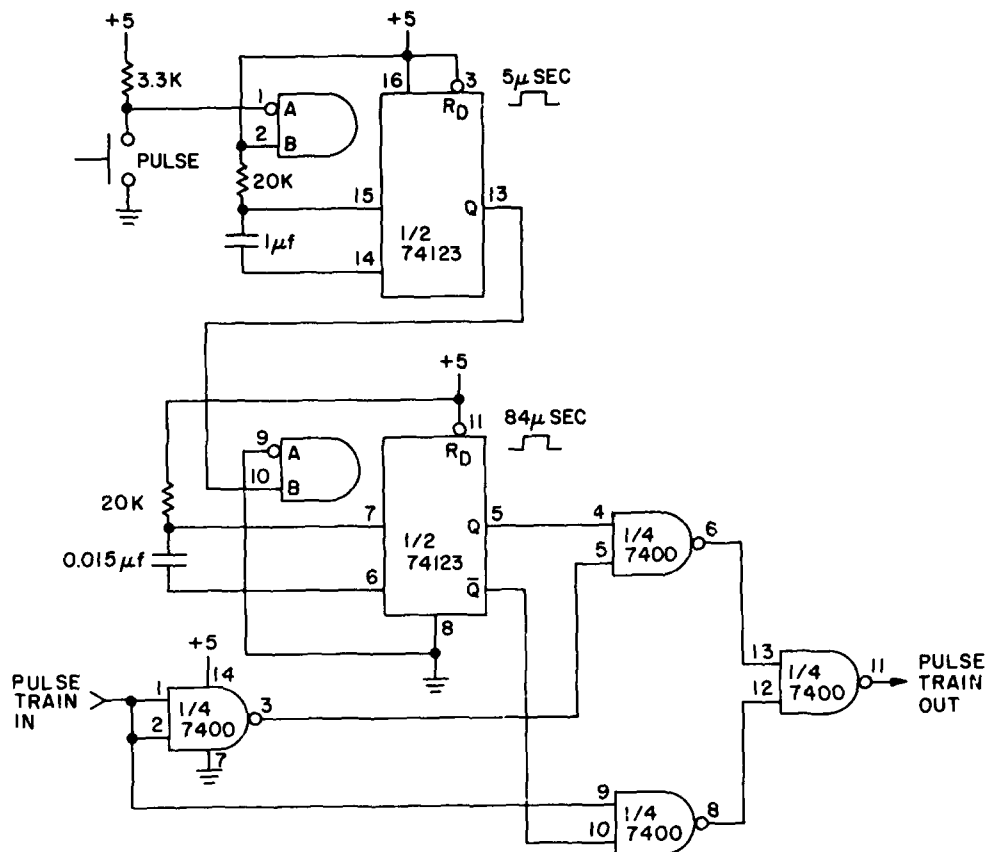 +5
3.3K
PULSE
+5
16
3
R_D
5μ SEC
1
A
2
B
20K
15
1μf
14
Q
13
1/2
74123
+5
11
R_D
84μ SEC
9
A
10
B
20K
7
0.015μf
6
Q
5
1/2
74123
Q̅
8
4
5
1/4
7400
6
+5
14
PULSE
TRAIN
IN
1
2
1/4
7400
3
7
13
12
1/4
7400
11
PULSE
TRAIN
OUT
9
10
1/4
7400
8